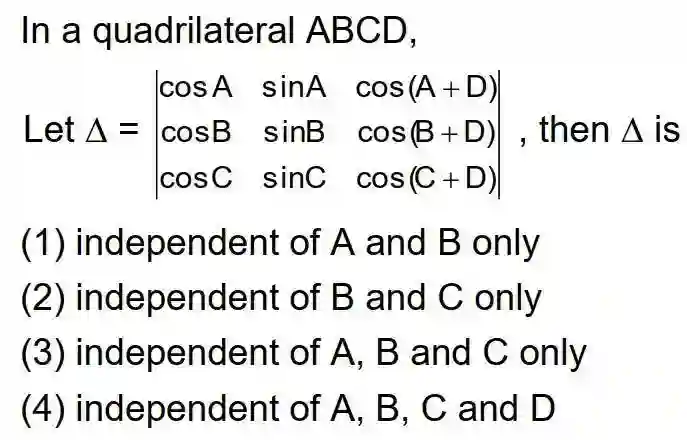 In a quadrilateral ABCD,
Let Δ = |cosA sinA cos(A+D)|
|cosB sinB cos(B+D)| , then Δ is
|cosC sinC cos(C+D)|
(1) independent of A and B only
(2) independent of B and C only
(3) independent of A, B and C only
(4) independent of A, B, C and D